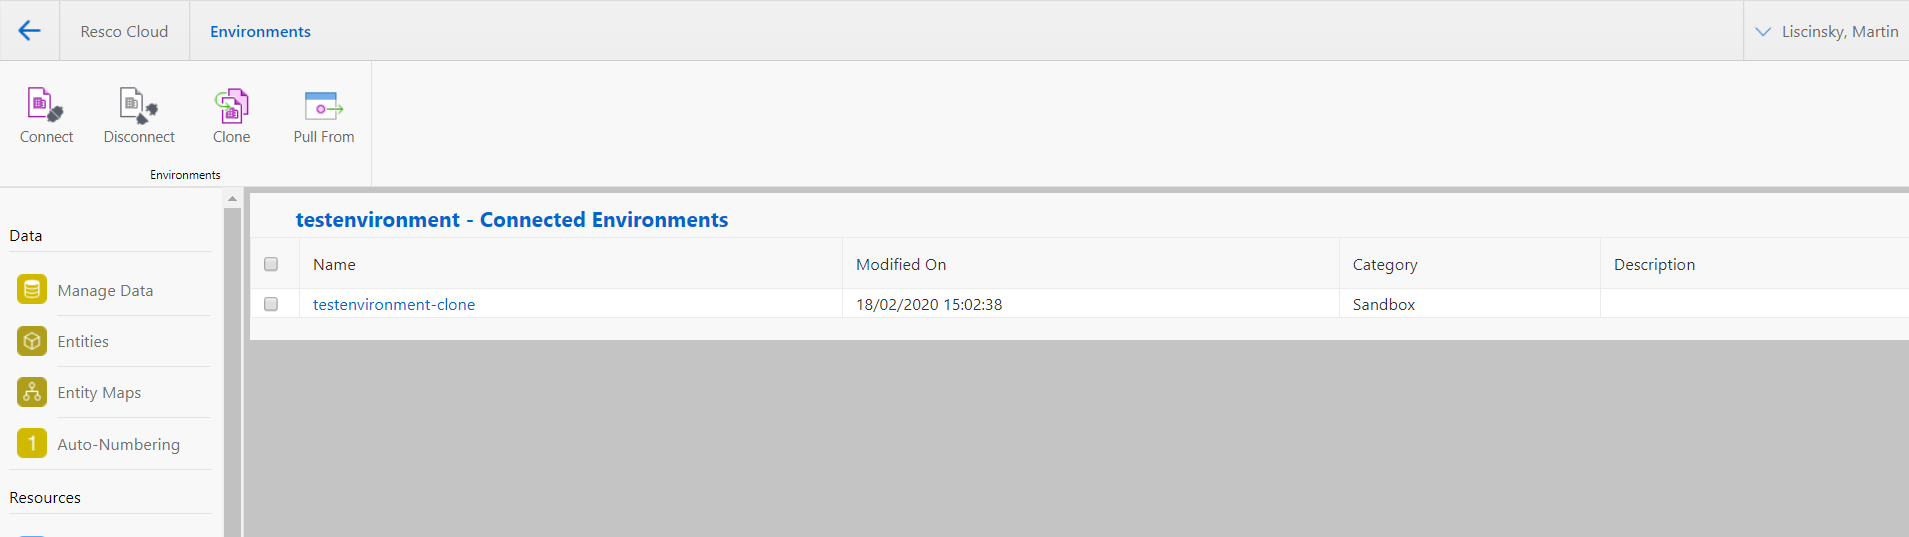 Resco Cloud
Environments
Liscinsky, Martin
Connect
Disconnect
Clone
Pull From
Environments
Data
Manage Data
Entities
Entity Maps
1
Auto-Numbering
Resources
testenvironment - Connected Environments
Name
Modified On
Category
Description
testenvironment-clone
18/02/2020 15:02:38
Sandbox